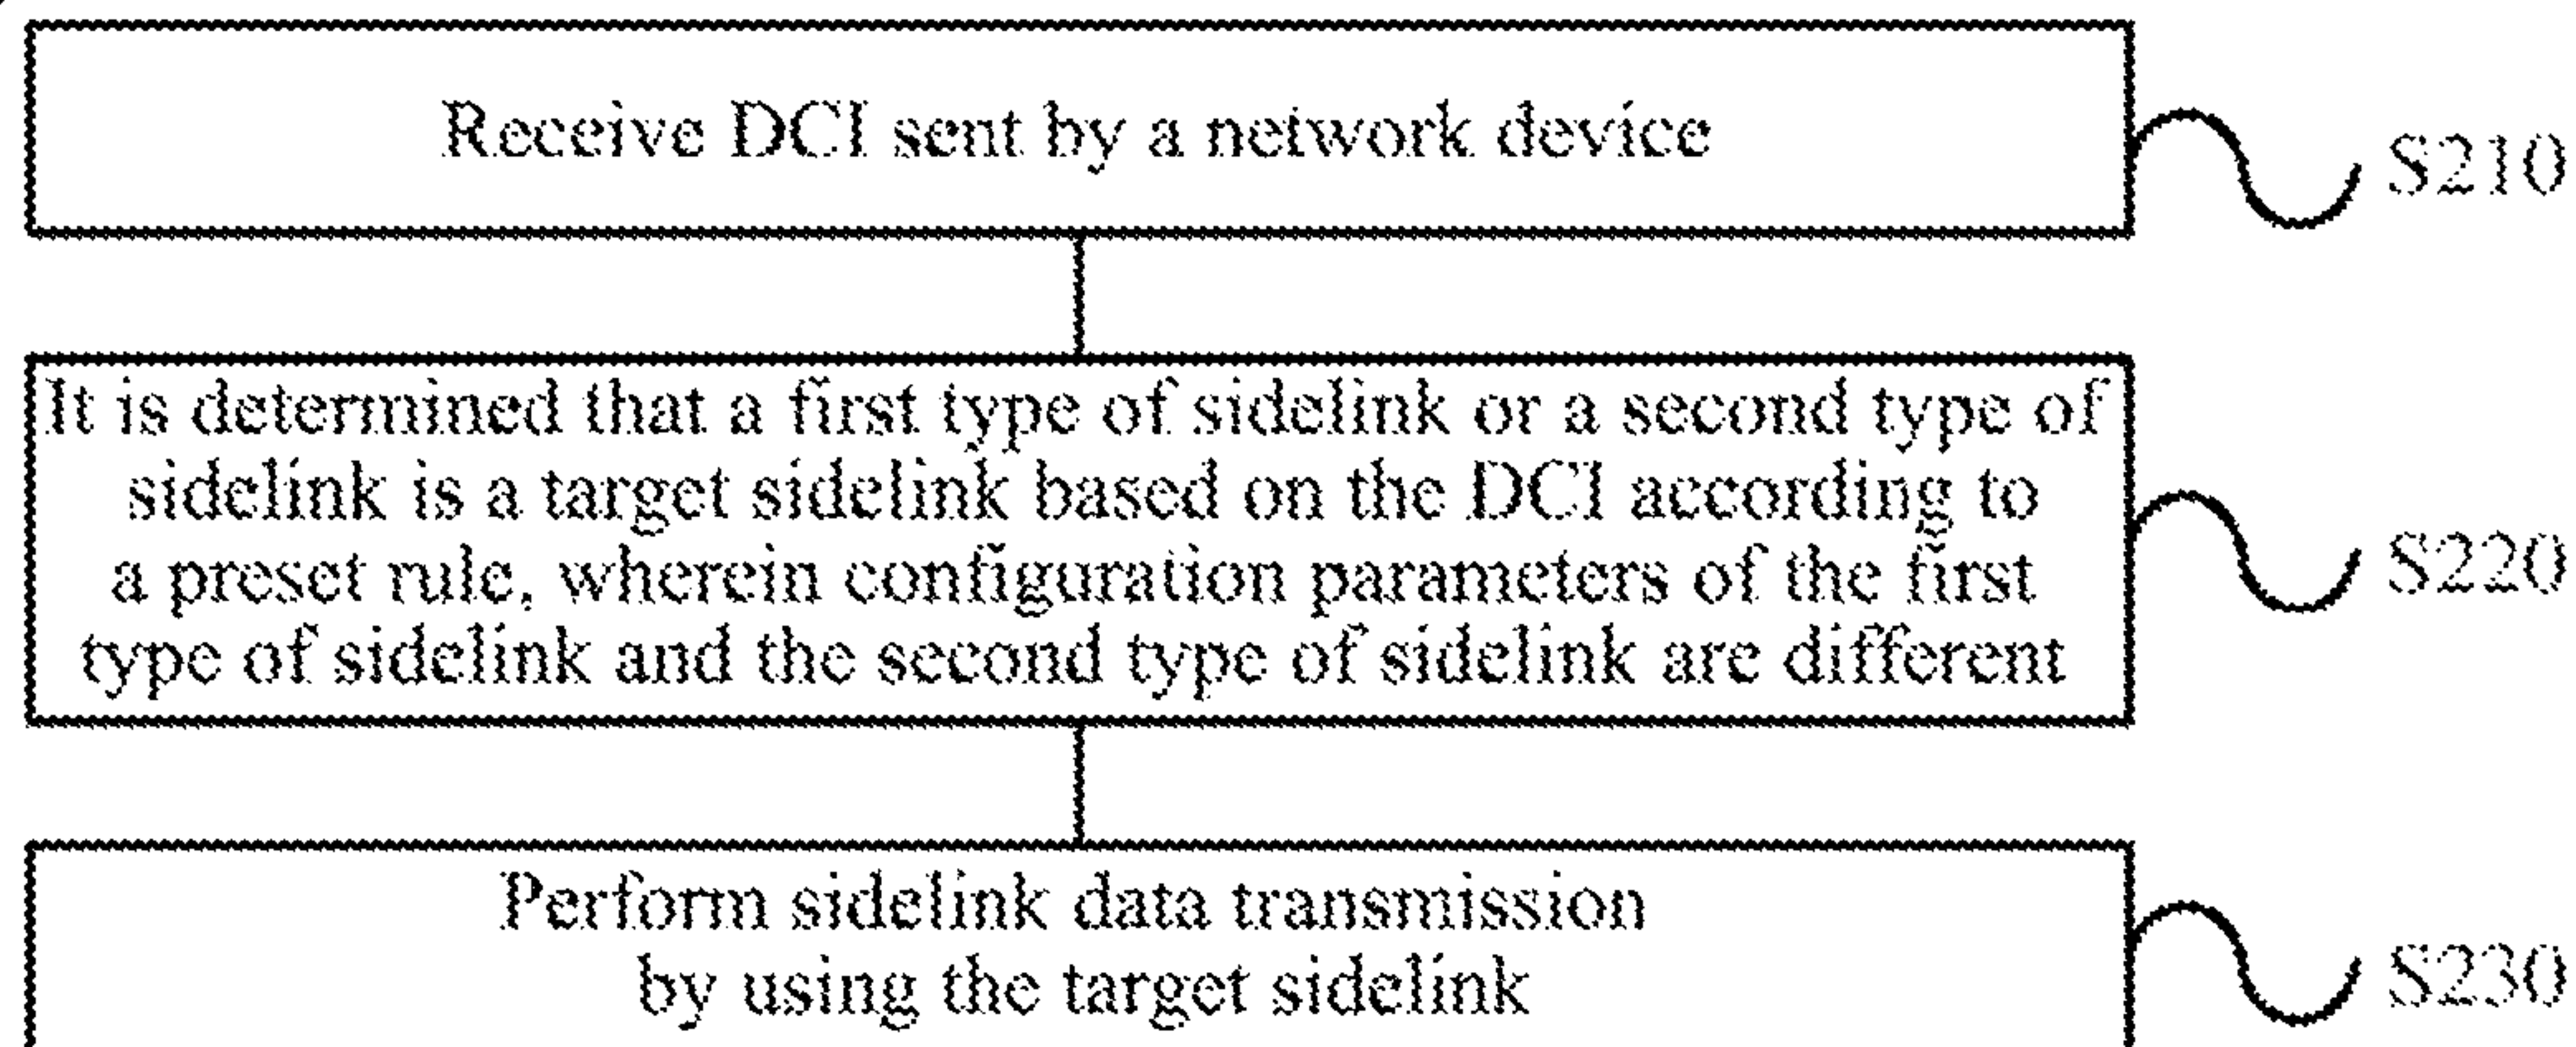 Receive DCI sent by a network device
S210
It is determined that a first type of sidelink or a second type of
sidelink is a target sidelink based on the DCI according to
a preset rule, wherein configuration parameters of the first
type of sidelink and the second type of sidelink are different
S220
Perform sidelink data transmission
by using the target sidelink
S230